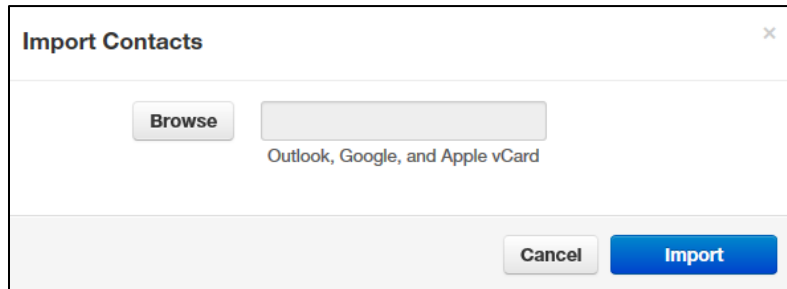 Import Contacts
×
Browse
Outlook, Google, and Apple vCard
Cancel Import